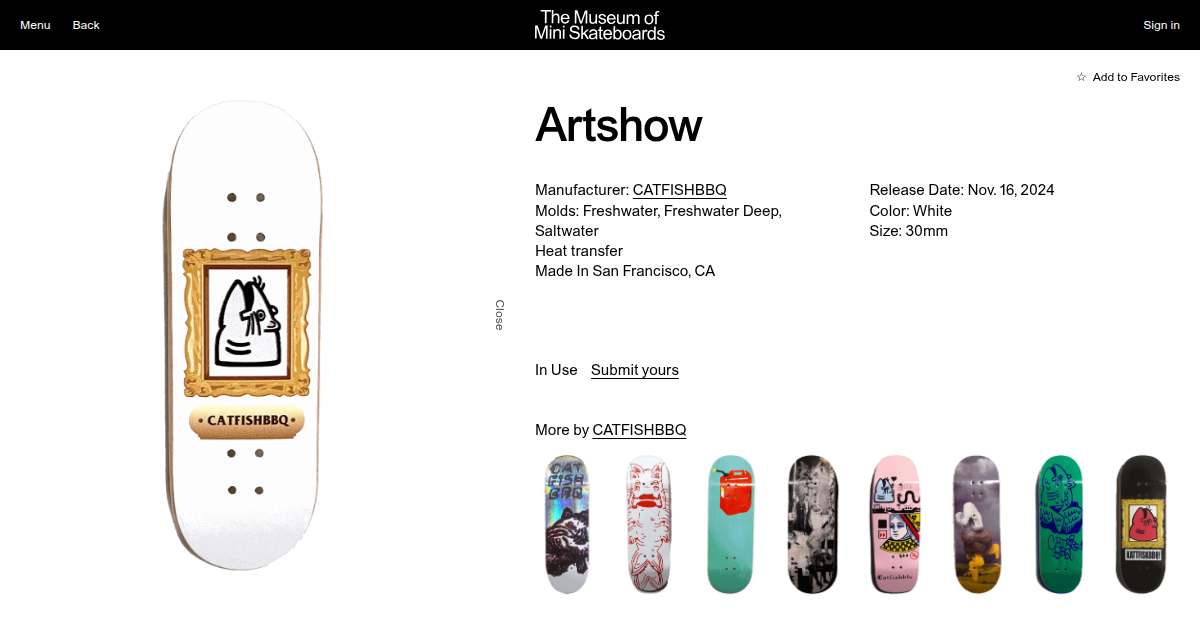 Menu
Back
The Museum of
Mini Skateboards
Sign in
☆ Add to Favorites
Artshow
Manufacturer: CATFISHBBQ
Molds: Freshwater, Freshwater Deep,
Saltwater
Heat transfer
Made In San Francisco, CA
Release Date: Nov. 16, 2024
Color: White
Size: 30mm
• CATFISHBBQ •
Close
In Use
Submit yours
More by CATFISHBBQ
CAT
FISH
BBQ
Catfishbbq
CATFISHBBQ